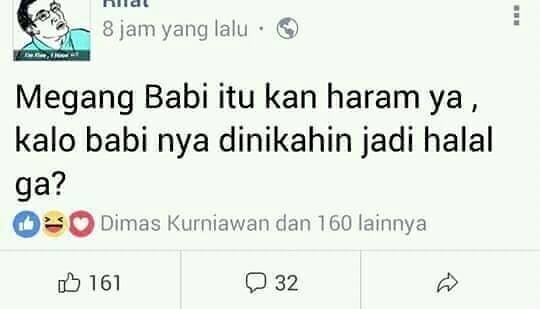 8 jam yang lalu
Megang Babi itu kan haram ya ,
kalo babi nya dinikahin jadi halal
ga?
Dimas Kurniawan dan 160 lainnya
161
32